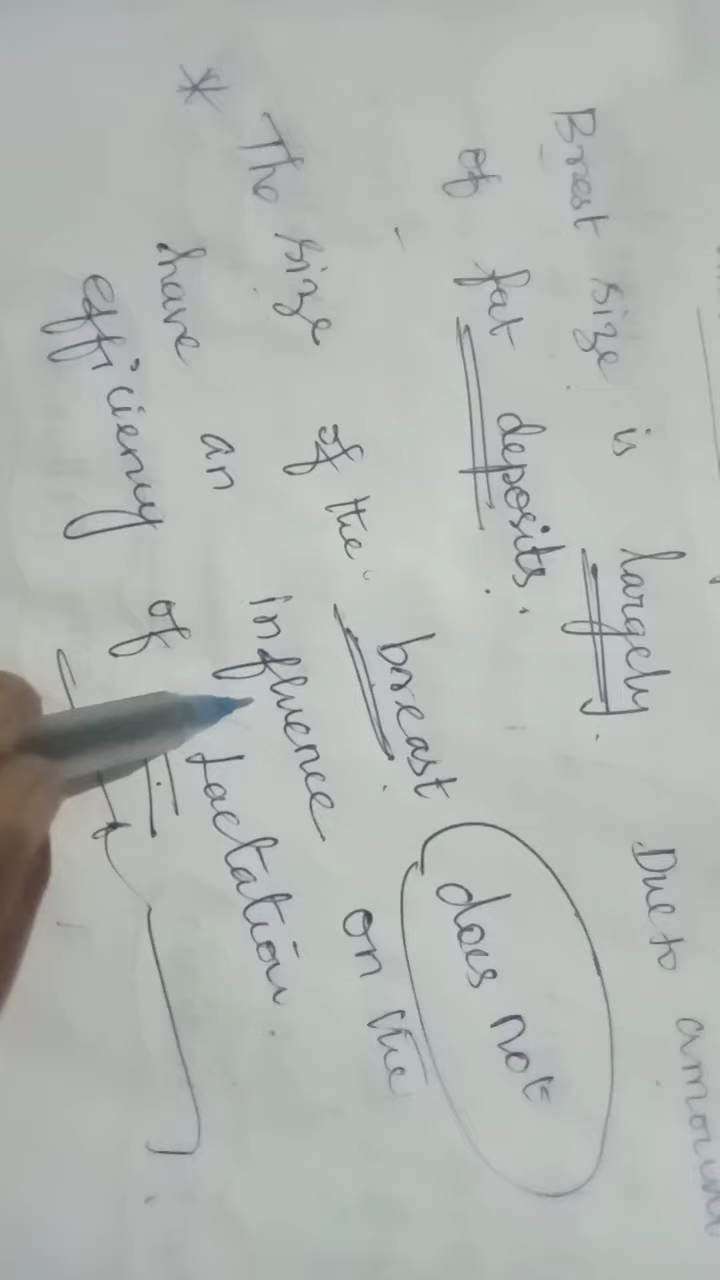 Breast size is largely Due to amount
of fat deposits.
* The size of the breast does not
have an influence on the
efficiency of Lactation.